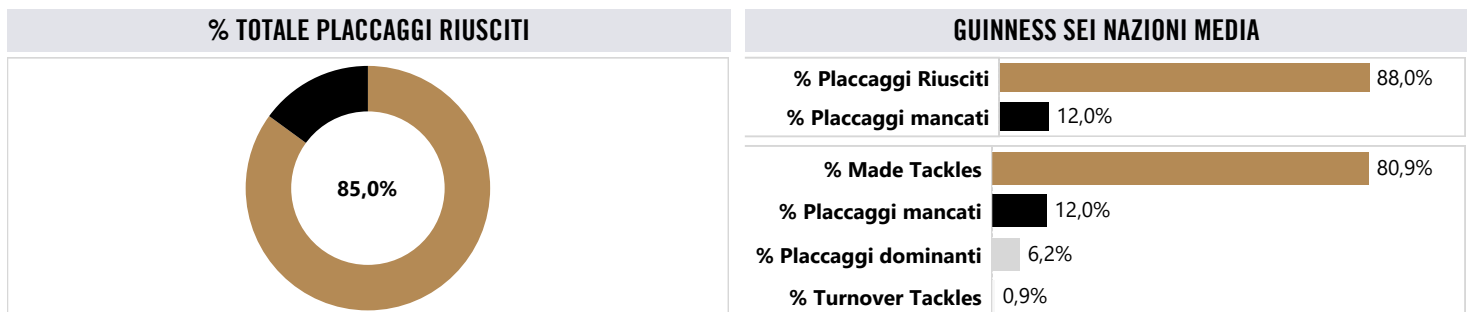 % TOTALE PLACCAGGI RIUSCITI
85,0%
GUINNESS SEI NAZIONI MEDIA
% Placcaggi Riusciti 88,0%
% Placcaggi mancati 12,0%
% Made Tackles 80,9%
% Placcaggi mancati 12,0%
% Placcaggi dominanti 6,2%
% Turnover Tackles 0,9%